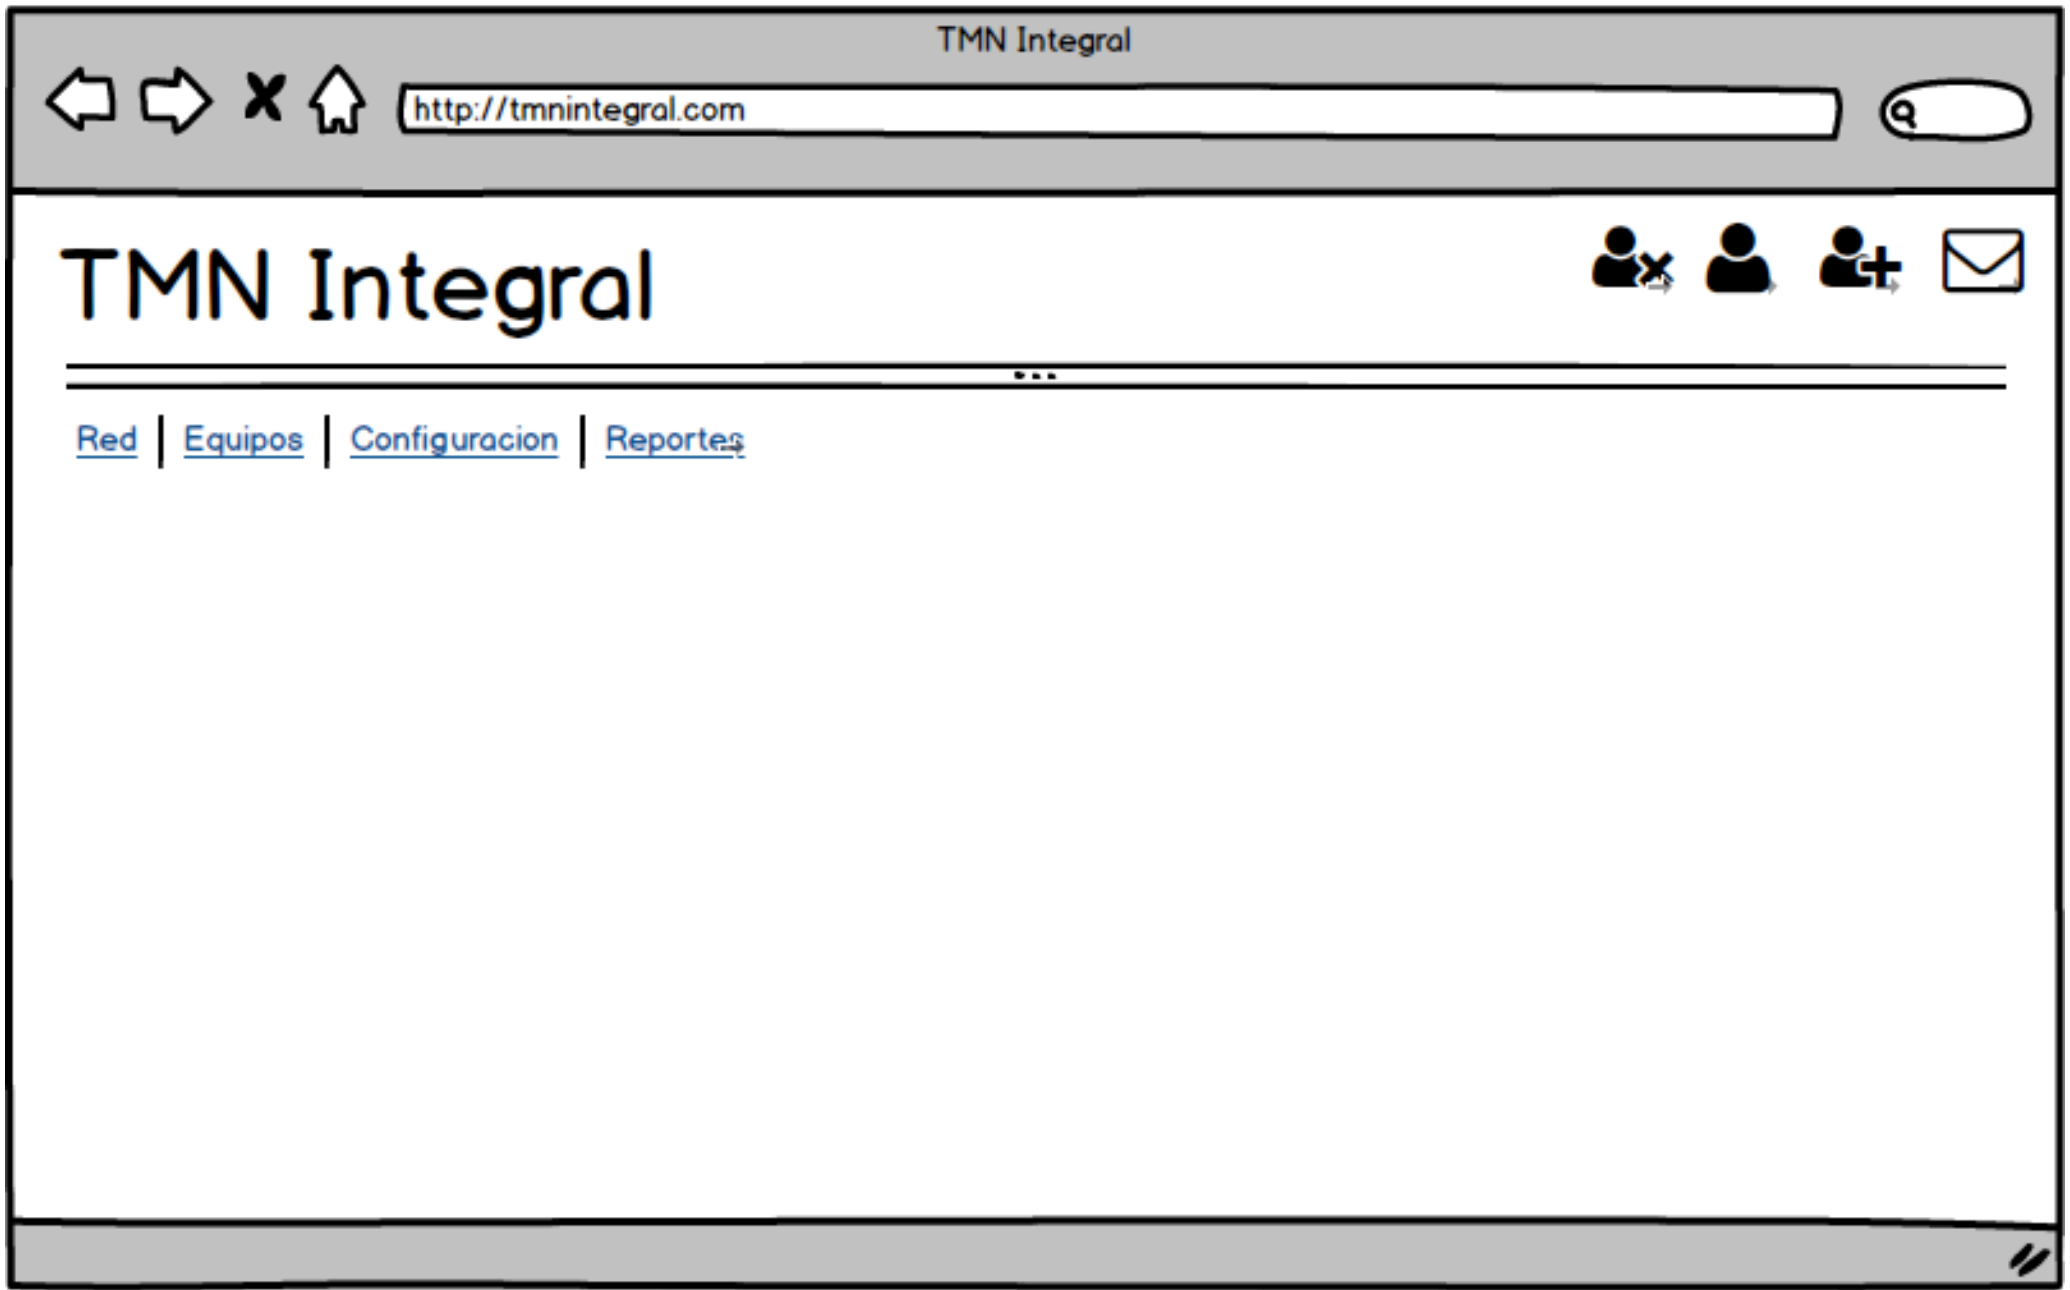 TMN Integral
http://tmnintegral.com
TMN Integral
Red | Equipos | Configuracion | Reportes